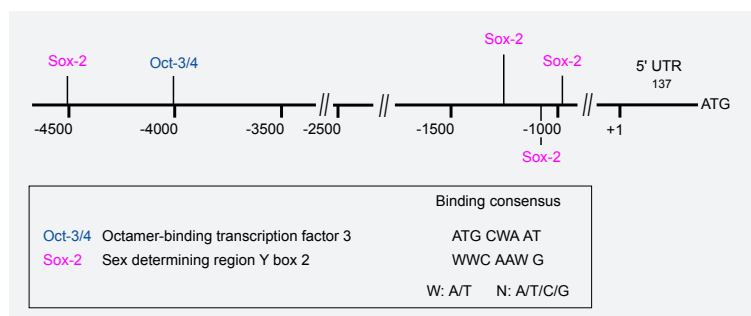 Sox-2
Sox-2 Oct-3/4 Sox-2 5' UTR
137
// // // ATG
-4500 -4000 -3500 -2500 -1500 -1000 +1
Sox-2
Binding consensus
Oct-3/4 Octamer-binding transcription factor 3 ATG CWA AT
Sox-2 Sex determining region Y box 2 WWC AAW G
W: A/T N: A/T/C/G